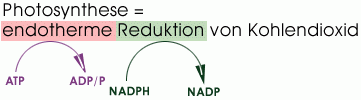 Photosynthese =
endotherme Reduktion von Kohlendioxid
ATP ADP/P NADPH NADP